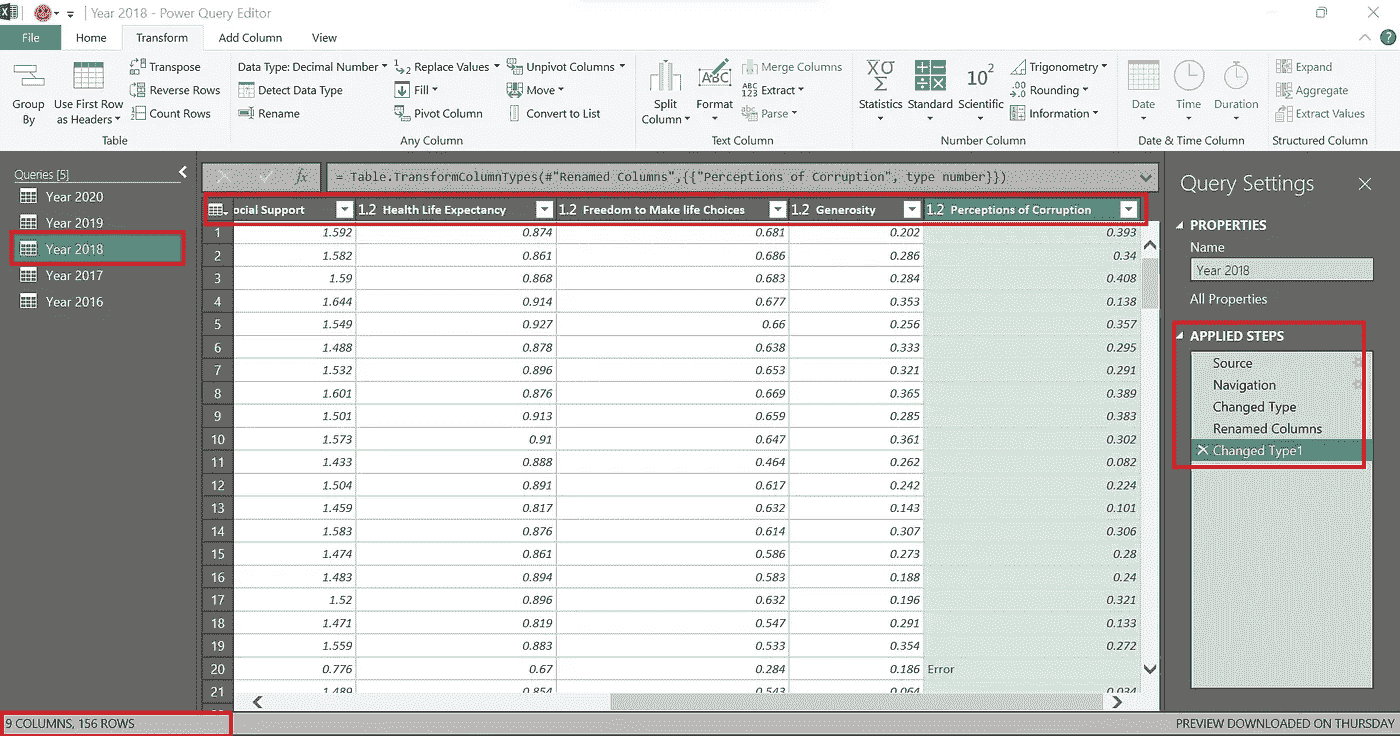 Year 2018 - Power Query Editor
File Home Transform Add Column View
Group By
Use First Row as Headers
Transpose
Reverse Rows
Count Rows
Table
Data Type: Decimal Number
Detect Data Type
Rename
Replace Values
Fill
Pivot Column
Unpivot Columns
Move
Convert to List
Any Column
Split Column
ABC
Format
Merge Columns
ABC 123 Extract
Parse
Text Column
ΧΟ Σ
Statistics
Standard
10²
Scientific
Trigonometry
Rounding
Information
Number Column
Date
Time
Duration
Date & Time Column
Expand
Aggregate
Extract Values
Structured Column
Queries [5]
Year 2020
Year 2019
Year 2018
Year 2017
Year 2016
fx = Table.TransformColumnTypes(#"Renamed Columns",{{"Perceptions of Corruption", type number}})
ocial Support 1.2 Health Life Expectancy 1.2 Freedom to Make life Choices 1.2 Generosity 1.2 Perceptions of Corruption
1 1.592 0.874 0.681 0.202 0.393
2 1.582 0.861 0.686 0.286 0.34
3 1.59 0.868 0.683 0.284 0.408
4 1.644 0.914 0.677 0.353 0.138
5 1.549 0.927 0.66 0.256 0.357
6 1.488 0.878 0.638 0.333 0.295
7 1.532 0.896 0.653 0.321 0.291
8 1.601 0.876 0.669 0.365 0.389
9 1.501 0.913 0.659 0.285 0.383
10 1.573 0.91 0.647 0.361 0.302
11 1.433 0.888 0.464 0.262 0.082
12 1.504 0.891 0.617 0.242 0.224
13 1.459 0.817 0.632 0.143 0.101
14 1.583 0.876 0.614 0.307 0.306
15 1.474 0.861 0.586 0.273 0.28
16 1.483 0.894 0.583 0.188 0.24
17 1.52 0.896 0.632 0.196 0.321
18 1.471 0.819 0.547 0.291 0.133
19 1.559 0.883 0.533 0.354 0.272
20 0.776 0.67 0.284 0.186 Error
21 1.489 0.854 0.543 0.064 0.034
Query Settings
PROPERTIES
Name
Year 2018
All Properties
APPLIED STEPS
Source
Navigation
Changed Type
Renamed Columns
Changed Type1
9 COLUMNS, 156 ROWS
PREVIEW DOWNLOADED ON THURSDAY